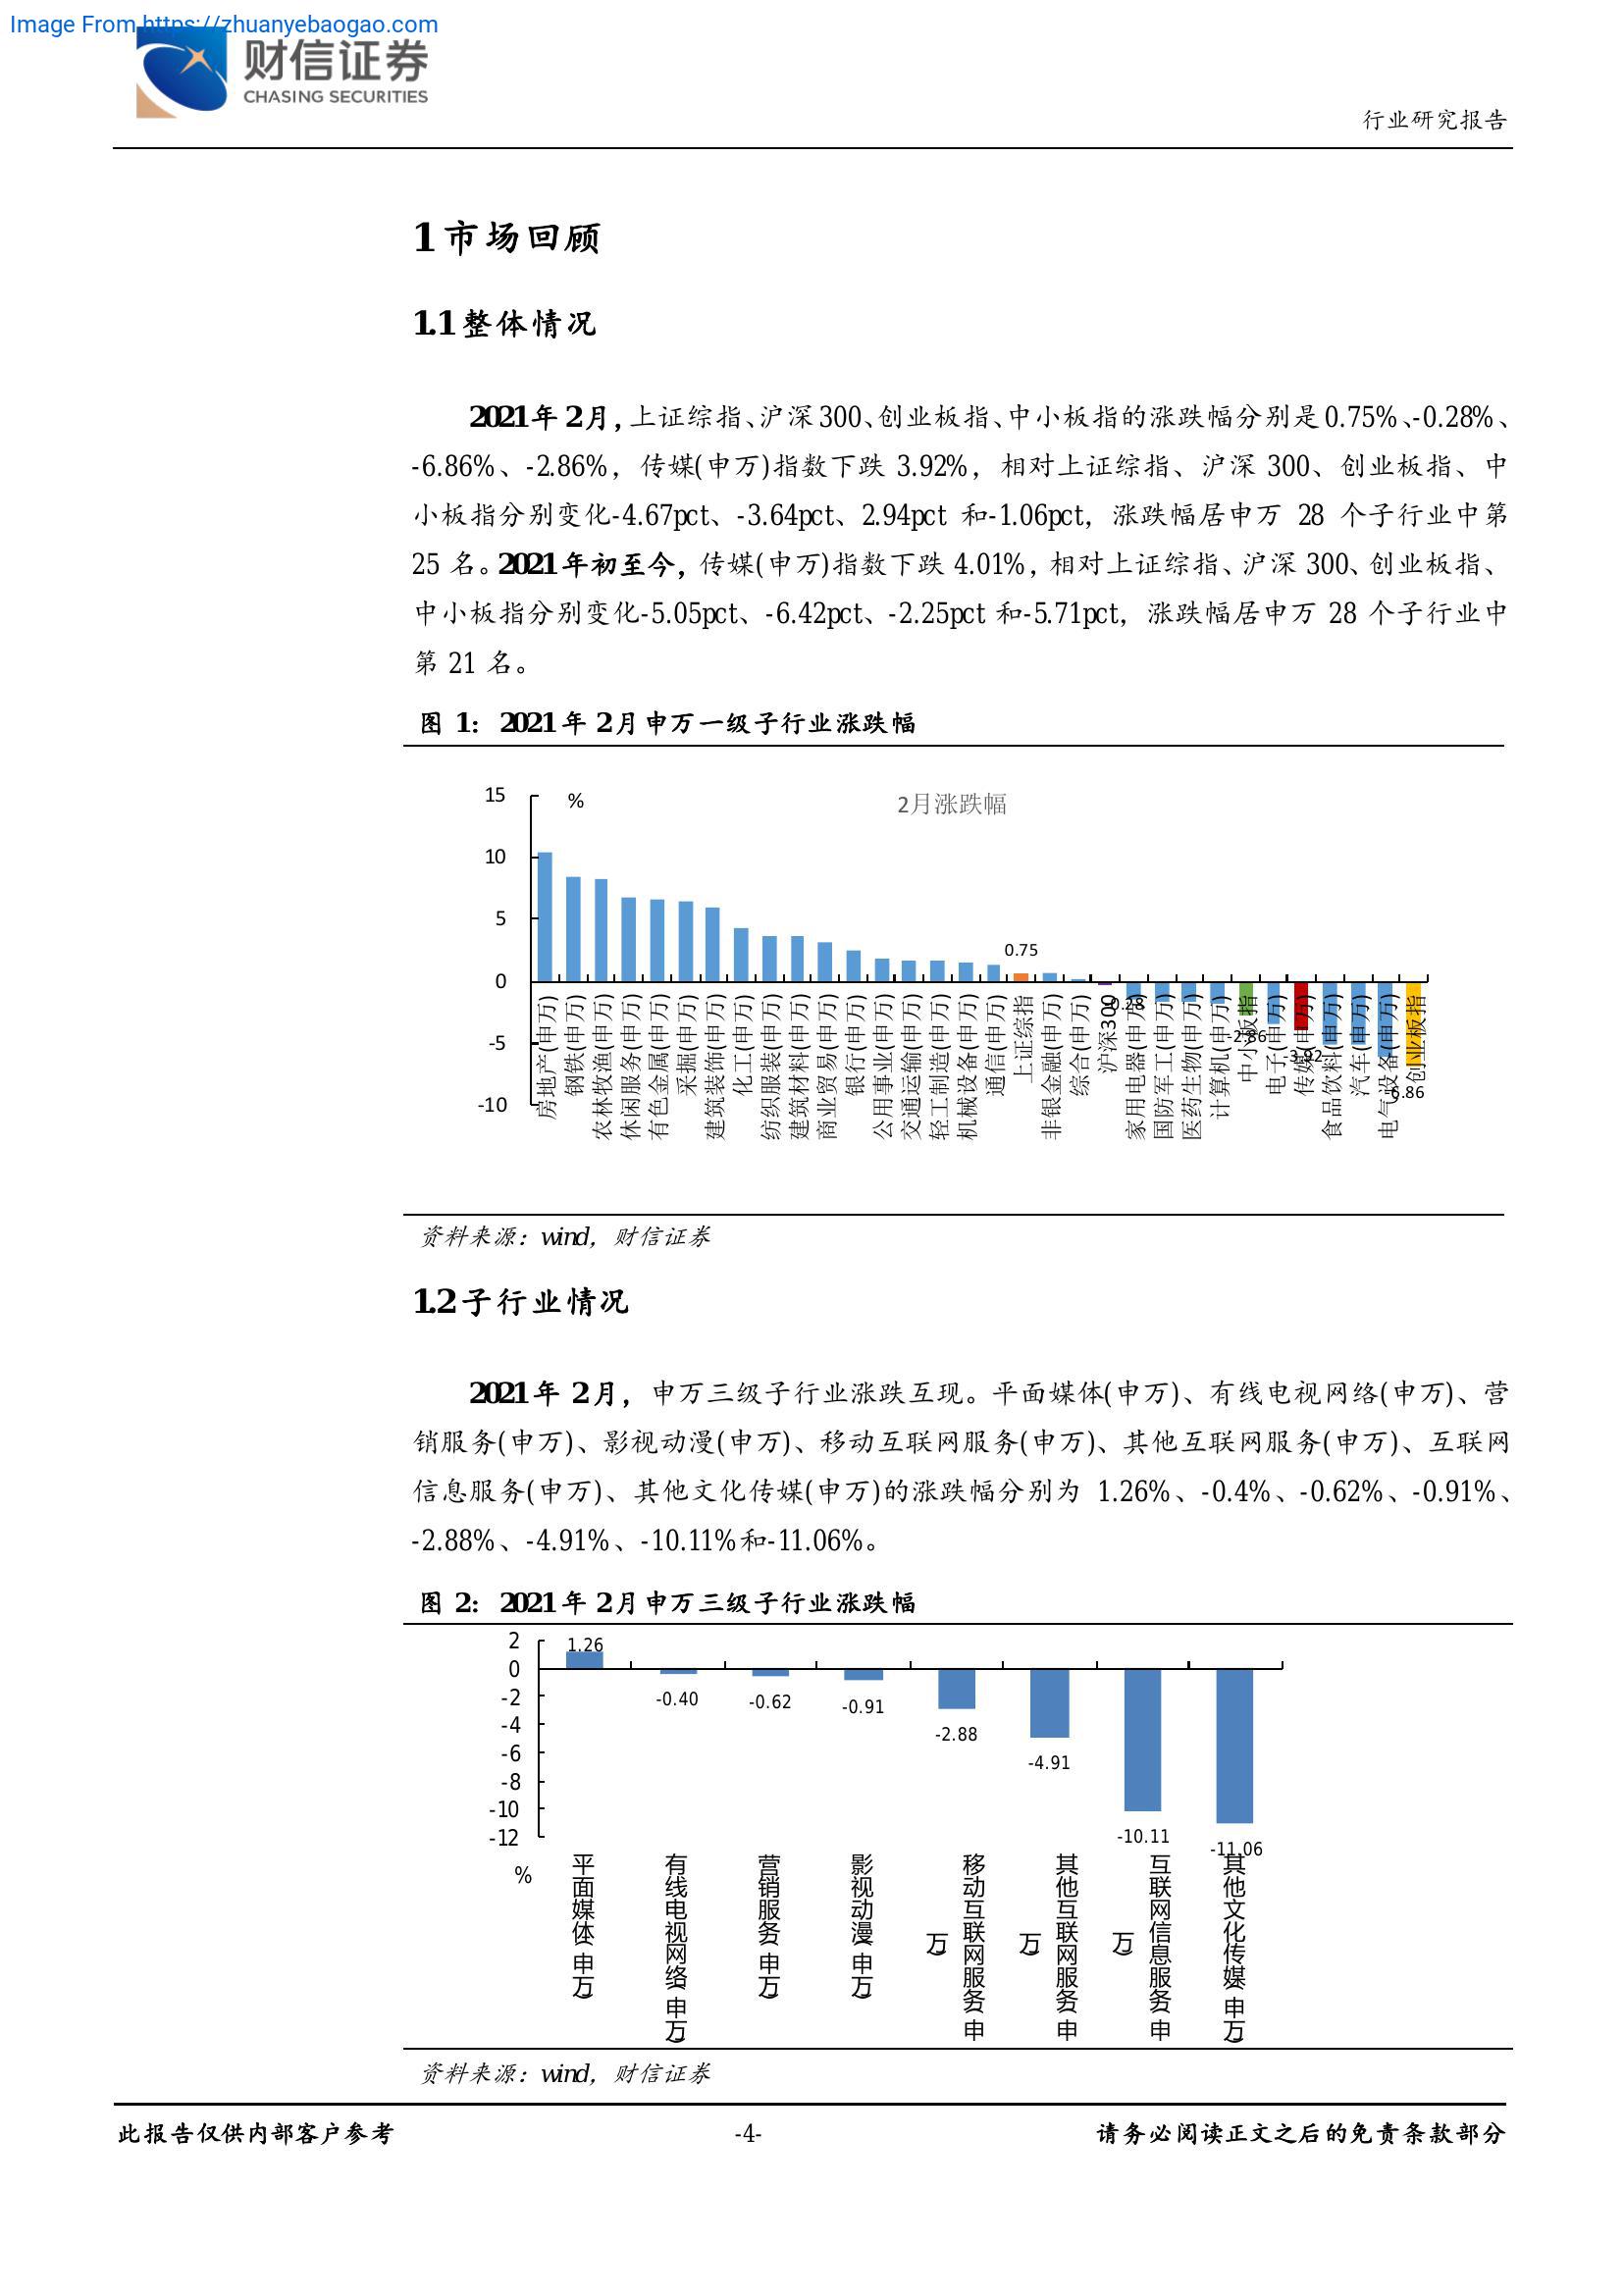 Image From https://zhuanyebaogao.com
财信证券
CHASING SECURITIES
行业研究报告
1 市场回顾
1.1 整体情况
2021 年 2 月，上证综指、沪深 300、创业板指、中小板指的涨跌幅分别是 0.75%、-0.28%、
-6.86%、-2.86%，传媒(申万)指数下跌 3.92%，相对上证综指、沪深 300、创业板指、中
小板指分别变化-4.67pct、-3.64pct、2.94pct 和-1.06pct，涨跌幅居申万 28 个子行业中第
25 名。2021 年初至今，传媒(申万)指数下跌 4.01%，相对上证综指、沪深 300、创业板指、
中小板指分别变化-5.05pct、-6.42pct、-2.25pct 和-5.71pct，涨跌幅居申万 28 个子行业中
第 21 名。
图 1：2021 年 2 月申万一级子行业涨跌幅
2月涨跌幅
%
15
10
5
0
-5
-10
0.75
-0.28
-2.86
-3.92
-6.86
房地产(申万)
钢铁(申万)
农林牧渔(申万)
休闲服务(申万)
有色金属(申万)
采掘(申万)
建筑装饰(申万)
化工(申万)
纺织服装(申万)
建筑材料(申万)
商业贸易(申万)
银行(申万)
公用事业(申万)
交通运输(申万)
轻工制造(申万)
机械设备(申万)
通信(申万)
上证综指
非银金融(申万)
综合(申万)
沪深300
家用电器(申万)
国防军工(申万)
医药生物(申万)
计算机(申万)
中小板指
电子(申万)
传媒(申万)
食品饮料(申万)
汽车(申万)
电气设备(申万)
创业板指
资料来源：wind，财信证券
1.2 子行业情况
2021 年 2 月，申万三级子行业涨跌互现。平面媒体(申万)、有线电视网络(申万)、营
销服务(申万)、影视动漫(申万)、移动互联网服务(申万)、其他互联网服务(申万)、互联网
信息服务(申万)、其他文化传媒(申万)的涨跌幅分别为 1.26%、-0.4%、-0.62%、-0.91%、
-2.88%、-4.91%、-10.11%和-11.06%。
图 2：2021 年 2 月申万三级子行业涨跌幅
2
0
-2
-4
-6
-8
-10
-12
%
1.26
-0.40
-0.62
-0.91
-2.88
-4.91
-10.11
-11.06
平面媒体(申万)
有线电视网络(申万)
营销服务(申万)
影视动漫(申万)
移动互联网服务(申
万)
其他互联网服务(申
万)
互联网信息服务(申
万)
其他文化传媒(申万)
资料来源：wind，财信证券
此报告仅供内部客户参考
-4-
请务必阅读正文之后的免责条款部分